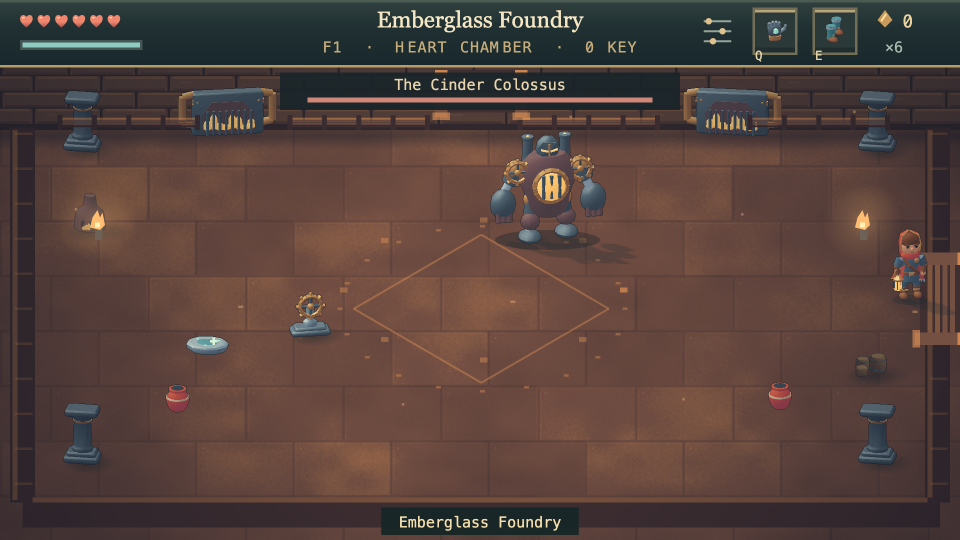 Emberglass Foundry
F1 · HEART CHAMBER · 0 KEY
Q
E
0
×6
The Cinder Colossus
Emberglass Foundry